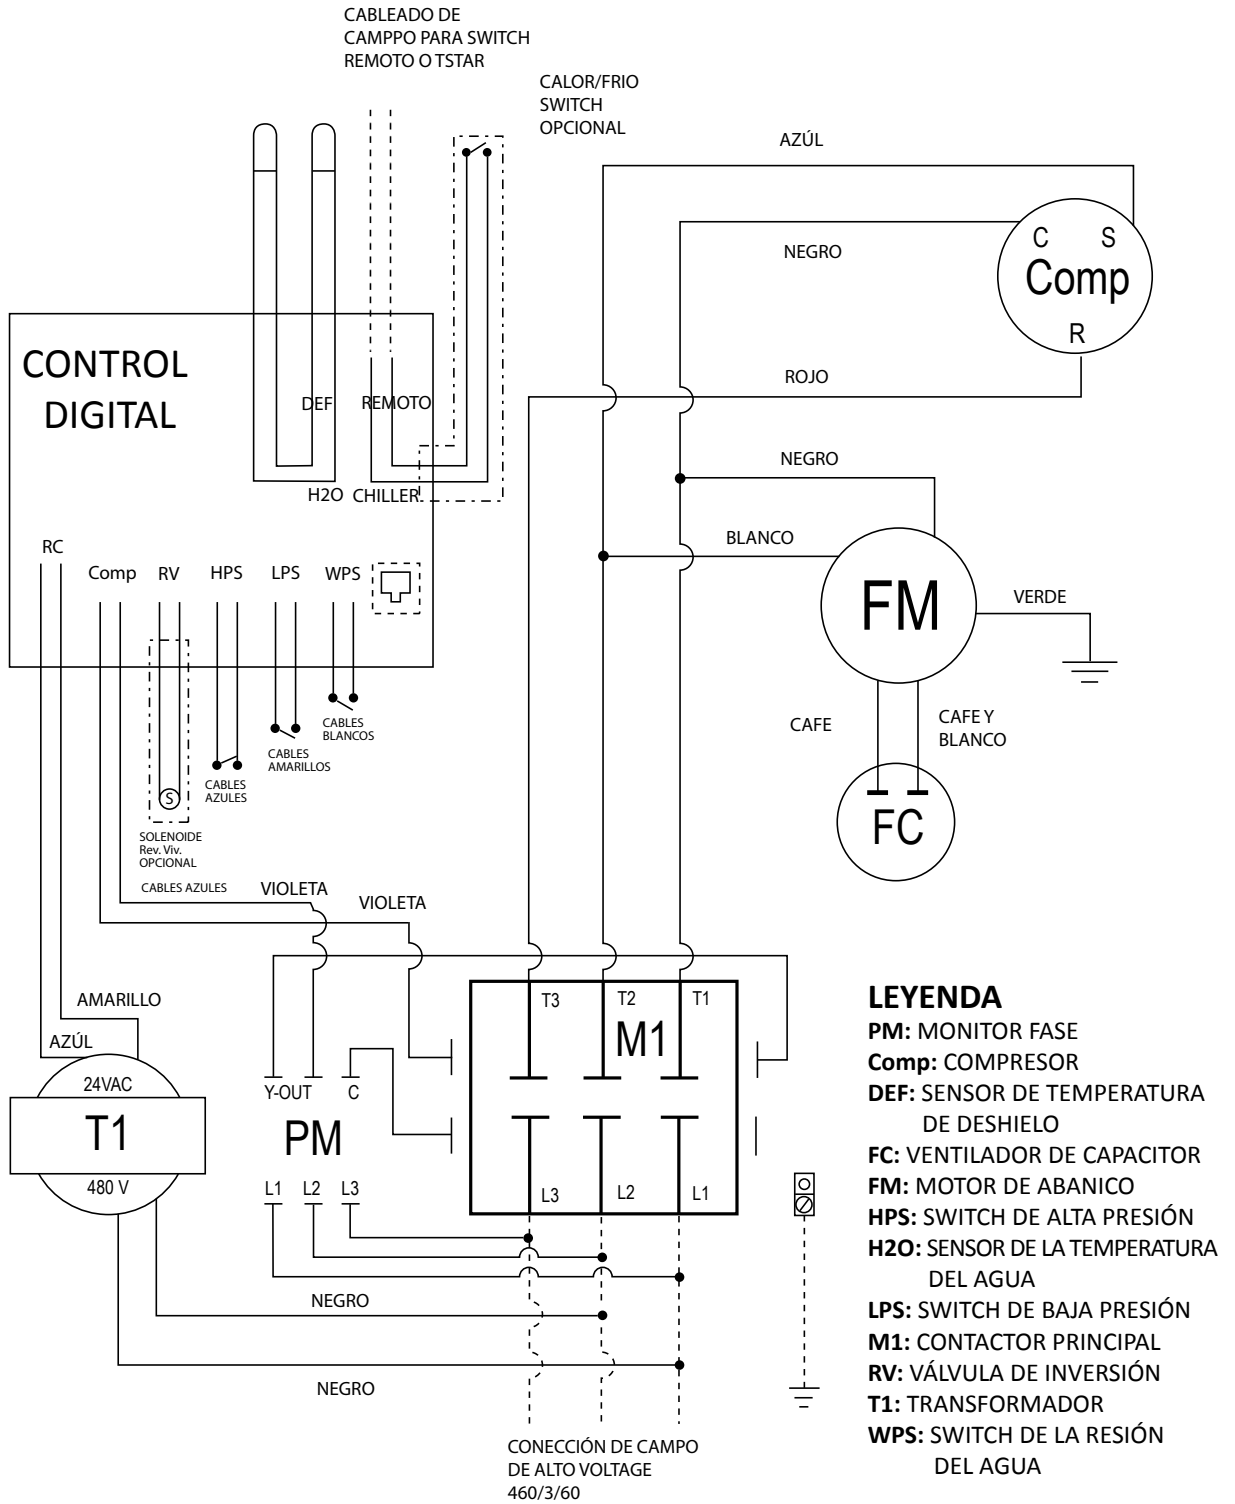 CABLEADO DE
CAMPPO PARA SWITCH
REMOTO O TSTAR
CALOR/FRIO
SWITCH
OPCIONAL
AZÚL
NEGRO
C S
Comp
R
ROJO
CONTROL
DIGITAL
DEF REMOTO
H2O CHILLER
NEGRO
BLANCO
FM
VERDE
RC
Comp RV HPS LPS WPS
CABLES
BLANCOS
CABLES
AMARILLOS
CABLES
AZULES
S
SOLENOIDE
Rev. Viv.
OPCIONAL
CABLES AZULES
CAFE
CAFE Y
BLANCO
FC
VIOLETA
VIOLETA
AMARILLO
AZÚL
24VAC
T1
480 V
Y-OUT C
PM
L1 L2 L3
T3 T2 T1
M1
L3 L2 L1
NEGRO
NEGRO
CONECCIÓN DE CAMPO
DE ALTO VOLTAGE
460/3/60
LEYENDA
PM: MONITOR FASE
Comp: COMPRESOR
DEF: SENSOR DE TEMPERATURA
DE DESHIELO
FC: VENTILADOR DE CAPACITOR
FM: MOTOR DE ABANICO
HPS: SWITCH DE ALTA PRESIÓN
H2O: SENSOR DE LA TEMPERATURA
DEL AGUA
LPS: SWITCH DE BAJA PRESIÓN
M1: CONTACTOR PRINCIPAL
RV: VÁLVULA DE INVERSIÓN
T1: TRANSFORMADOR
WPS: SWITCH DE LA RESIÓN
DEL AGUA